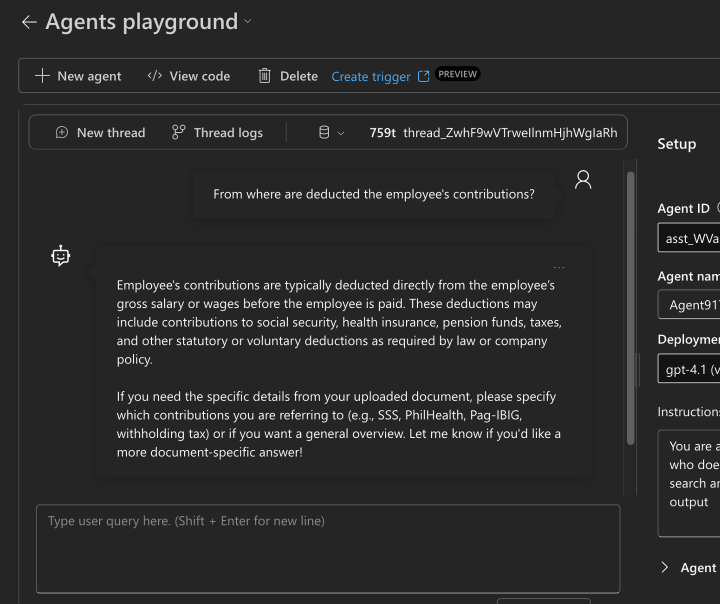 Agents playground
New agent
View code
Delete
Create trigger
PREVIEW
New thread
Thread logs
759t thread_ZwhF9wVTrweIlnmHjhWglaRh
Setup
From where are deducted the employee's contributions?
Agent ID
asst_WVa
Employee's contributions are typically deducted directly from the employee's
gross salary or wages before the employee is paid. These deductions may
include contributions to social security, health insurance, pension funds, taxes,
and other statutory or voluntary deductions as required by law or company
policy.
If you need the specific details from your uploaded document, please specify
which contributions you are referring to (e.g., SSS, PhilHealth, Pag-IBIG,
withholding tax) or if you want a general overview. Let me know if you'd like a
more document-specific answer!
Agent nam
Agent917
Deploymen
gpt-4.1 (v
Instructions
You are a
who doe
search an
output
Type user query here. (Shift + Enter for new line)
Agent